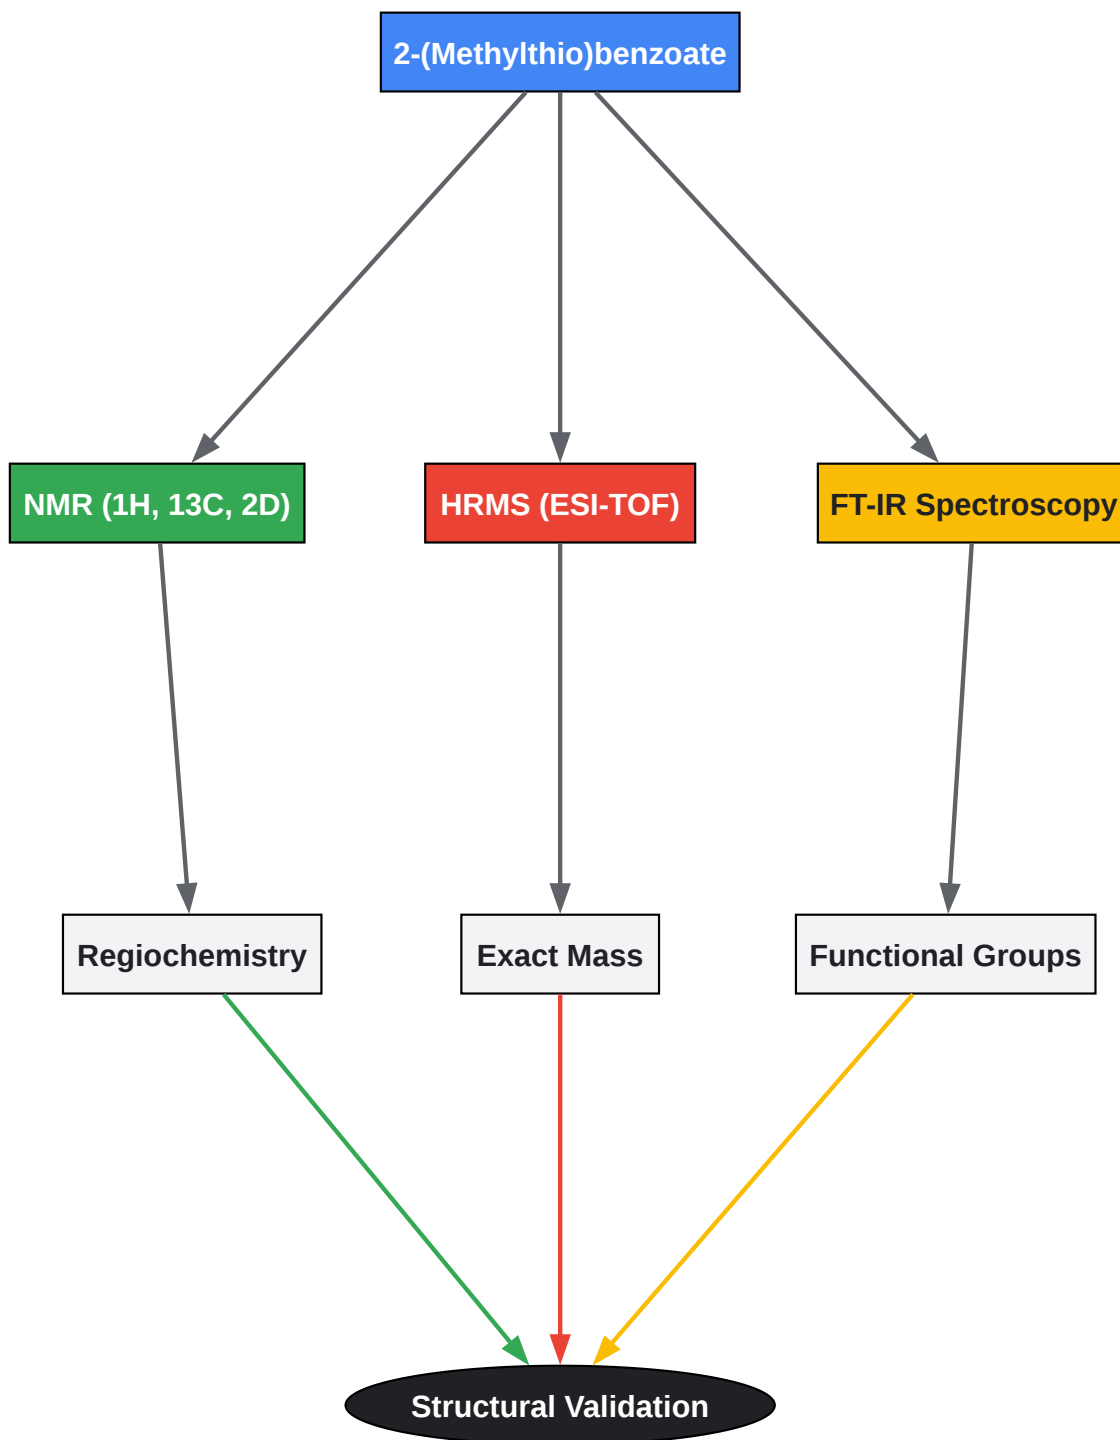 2-(Methylthio)benzoate
NMR (1H, 13C, 2D)
HRMS (ESI-TOF)
FT-IR Spectroscopy
Regiochemistry
Exact Mass
Functional Groups
Structural Validation